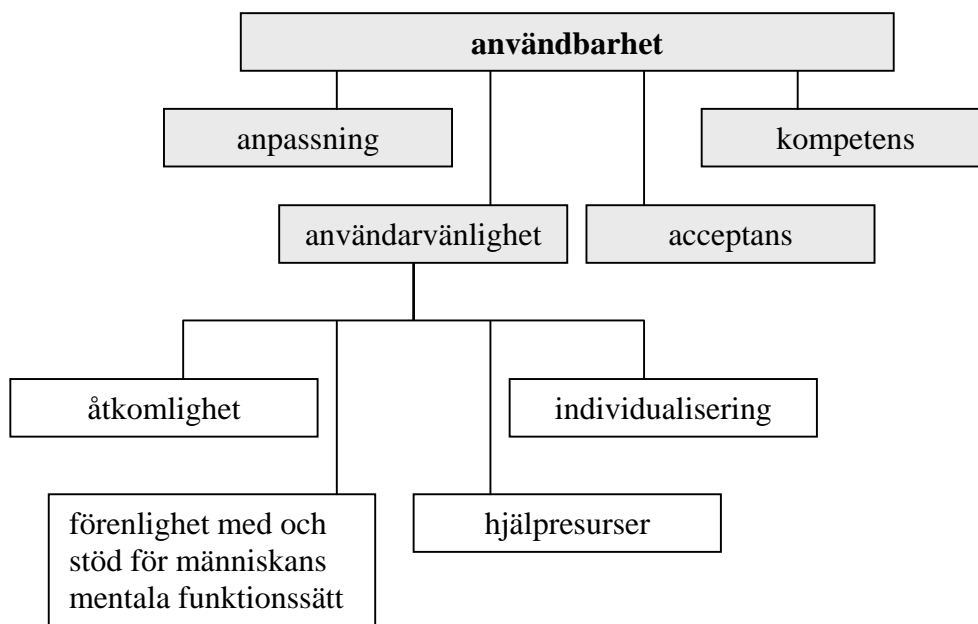 användbarhet
anpassning
kompetens
användarvänlighet
acceptans
åtkomlighet
individualisering
förenlighet med och
stöd för människans
mentala funktionssätt
hjälpresurser